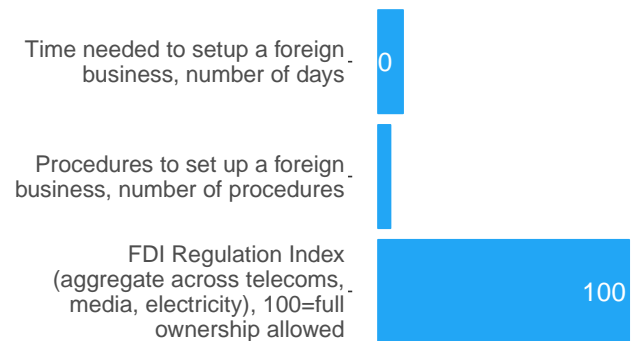 Time needed to setup a foreign
business, number of days
0
Procedures to set up a foreign
business, number of procedures
FDI Regulation Index
(aggregate across telecoms,
media, electricity), 100=full
ownership allowed
100